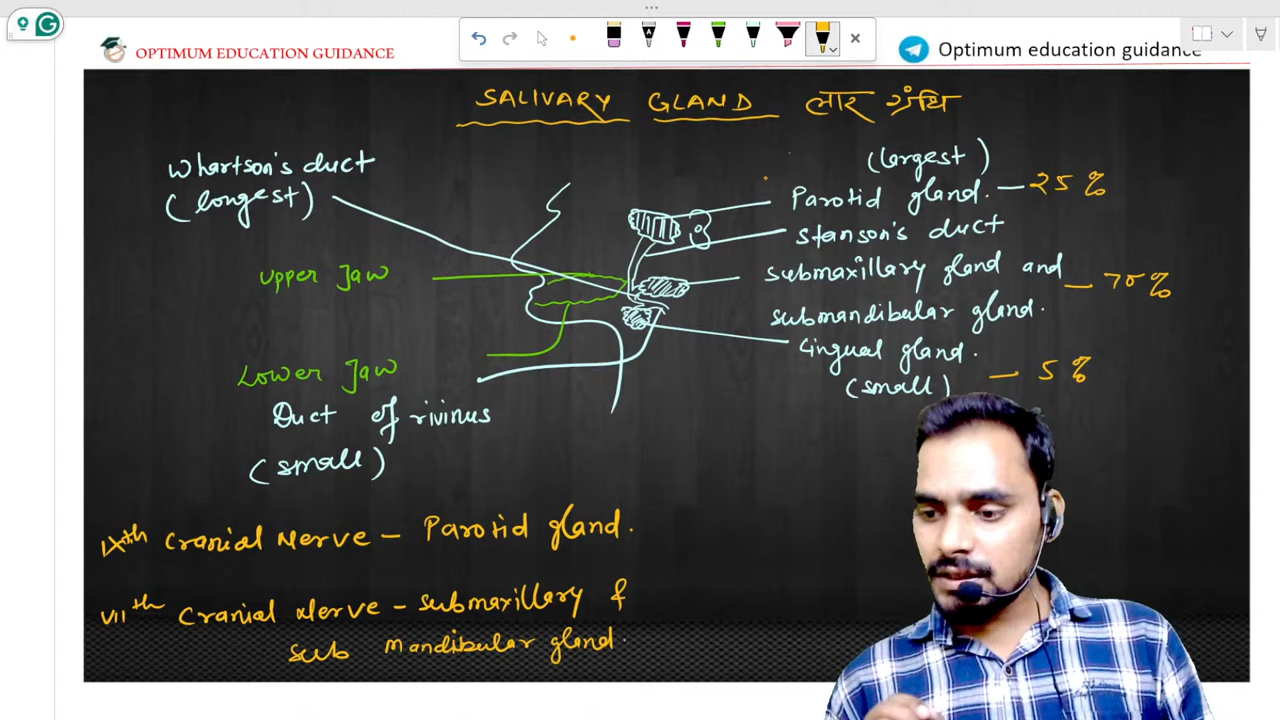 OPTIMUM EDUCATION GUIDANCE
Optimum education guidance
SALIVARY GLAND लार ग्रंथि
Whartson's duct
(longest)
(largest)
Parotid gland. — 25 %
Stenson's duct
Upper Jaw
submaxillary gland and — 70 %
submandibular gland.
Lingual gland.
(small) — 5 %
Lower Jaw
Duct of rivinus
(small)
IXth Cranial Nerve – Parotid gland.
VIIth Cranial Nerve – Submaxillary &
Sub Mandibular gland.